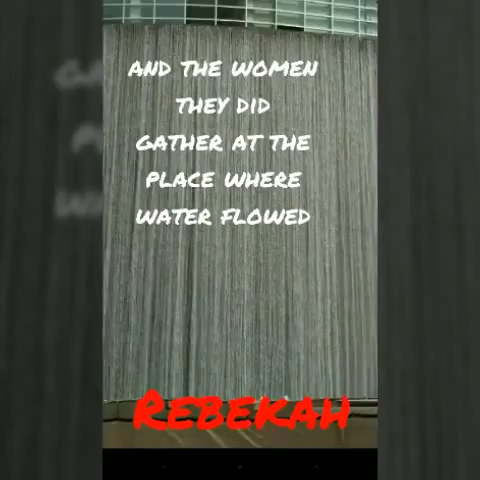 AND THE WOMEN
THEY DID
GATHER AT THE
PLACE WHERE
WATER FLOWED
REBEKAH